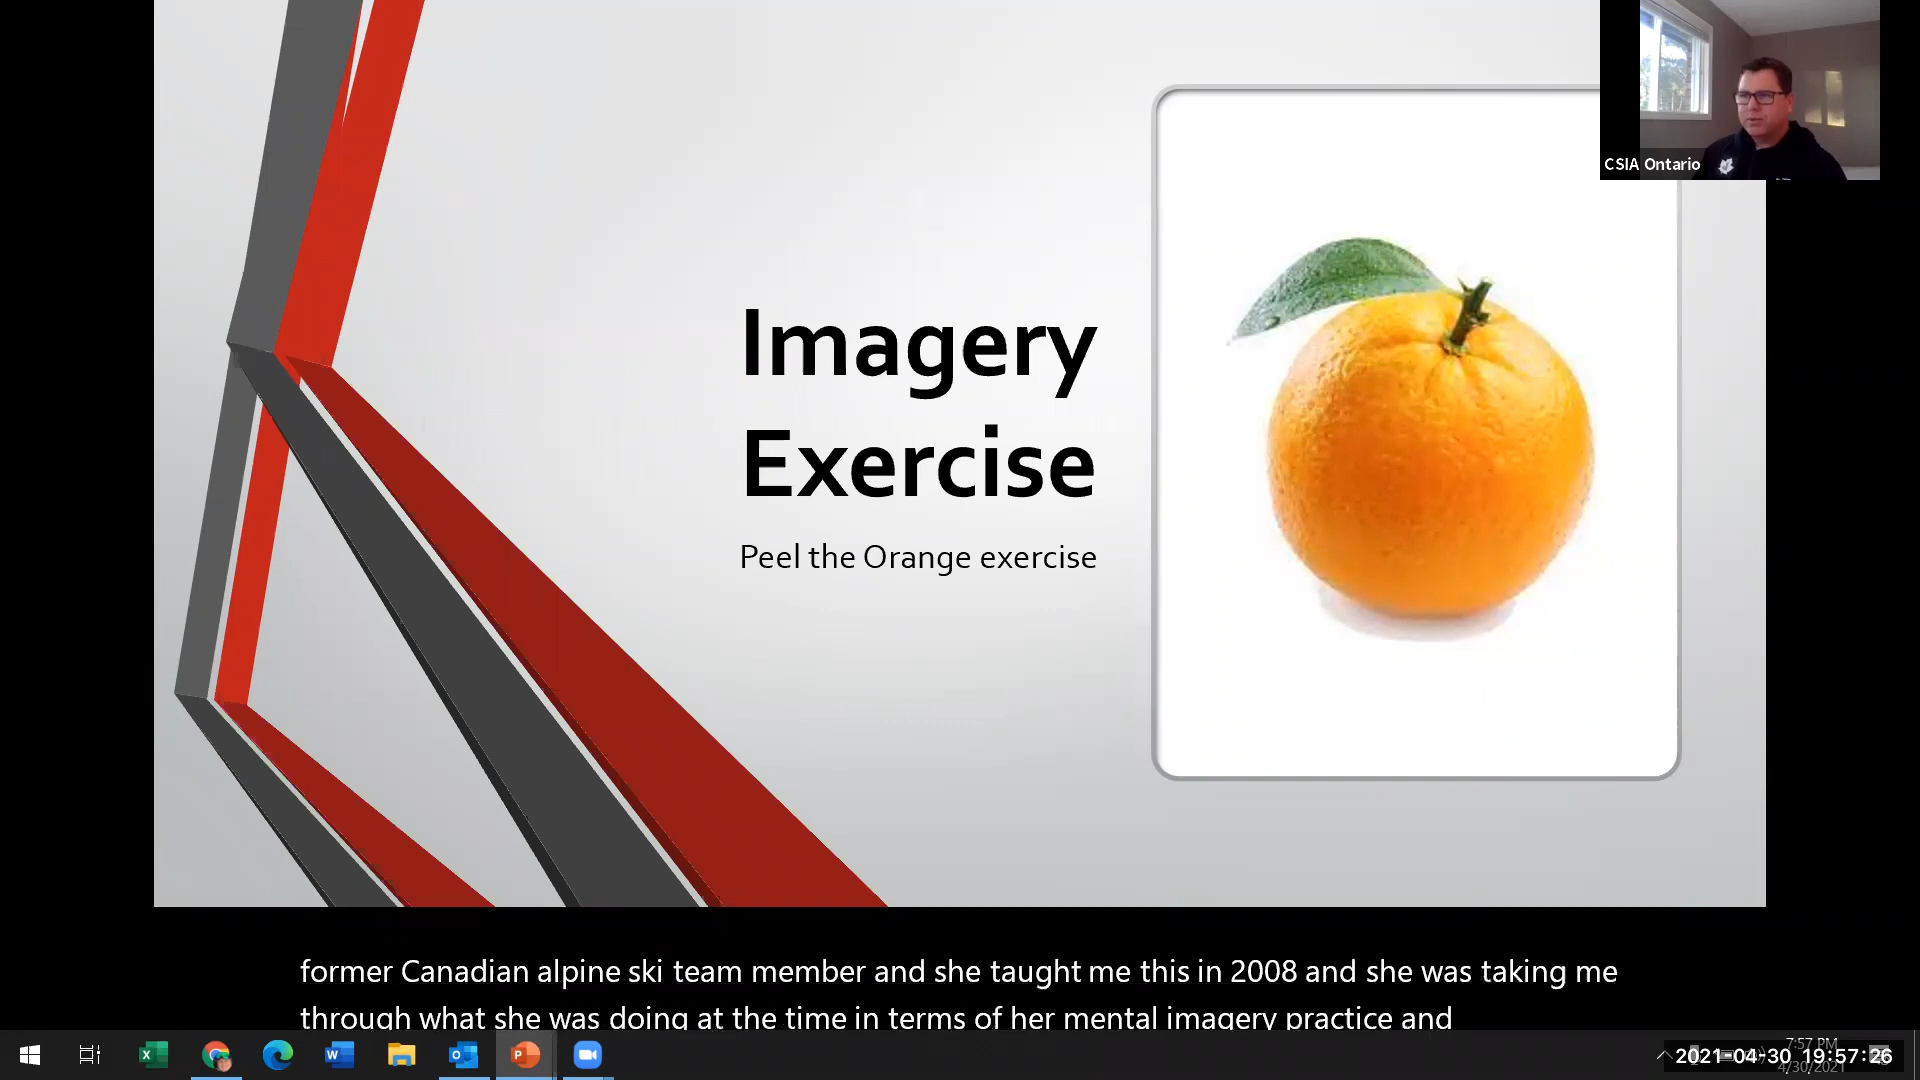 CSIA Ontario
Imagery
Exercise
Peel the Orange exercise
former Canadian alpine ski team member and she taught me this in 2008 and she was taking me
through what she was doing at the time in terms of her mental imagery practice and
7:57 PM
2021-04-30 19:57:26
4/30/2021